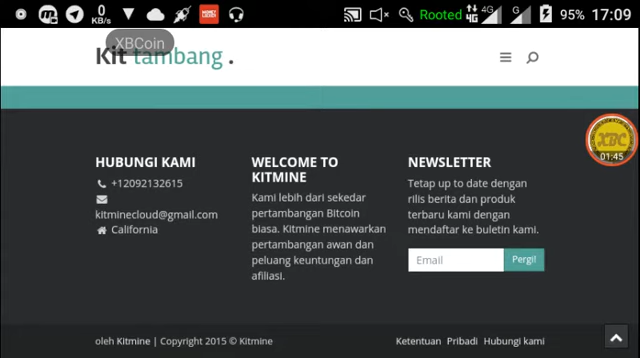 0
KB/s
Rooted
4G
4G
G
95%
17:09
XBCoin
Kit tambang .
XBC
01:45
HUBUNGI KAMI
+12092132615
kitminecloud@gmail.com
California
WELCOME TO
KITMINE
Kami lebih dari sekedar
pertambangan Bitcoin
biasa. Kitmine menawarkan
pertambangan awan dan
peluang keuntungan dan
afiliasi.
NEWSLETTER
Tetap up to date dengan
rilis berita dan produk
terbaru kami dengan
mendaftar ke buletin kami.
Email
Pergi!
oleh Kitmine | Copyright 2015 © Kitmine
Ketentuan Pribadi Hubungi kami